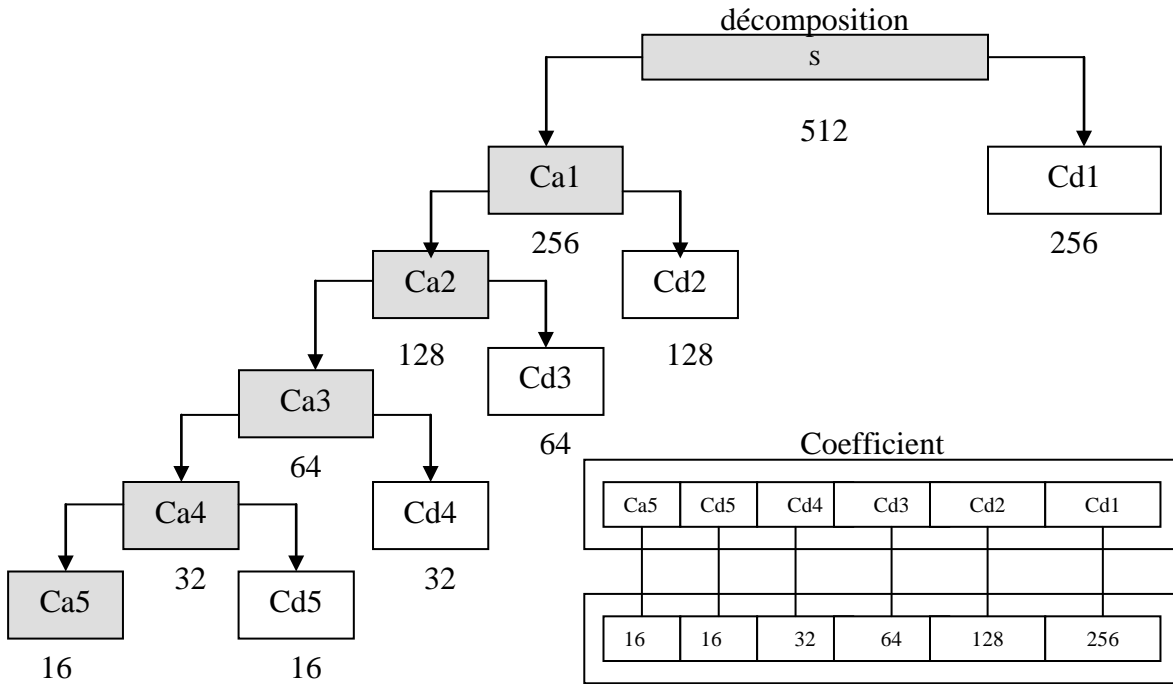 décomposition
s
512
Ca1
Cd1
256
256
Ca2
Cd2
128
128
Cd3
Ca3
64
64
Coefficient
Ca4
Cd4
Ca5 Cd5 Cd4 Cd3 Cd2 Cd1
32
32
Ca5
Cd5
16 16 32 64 128 256
16
16